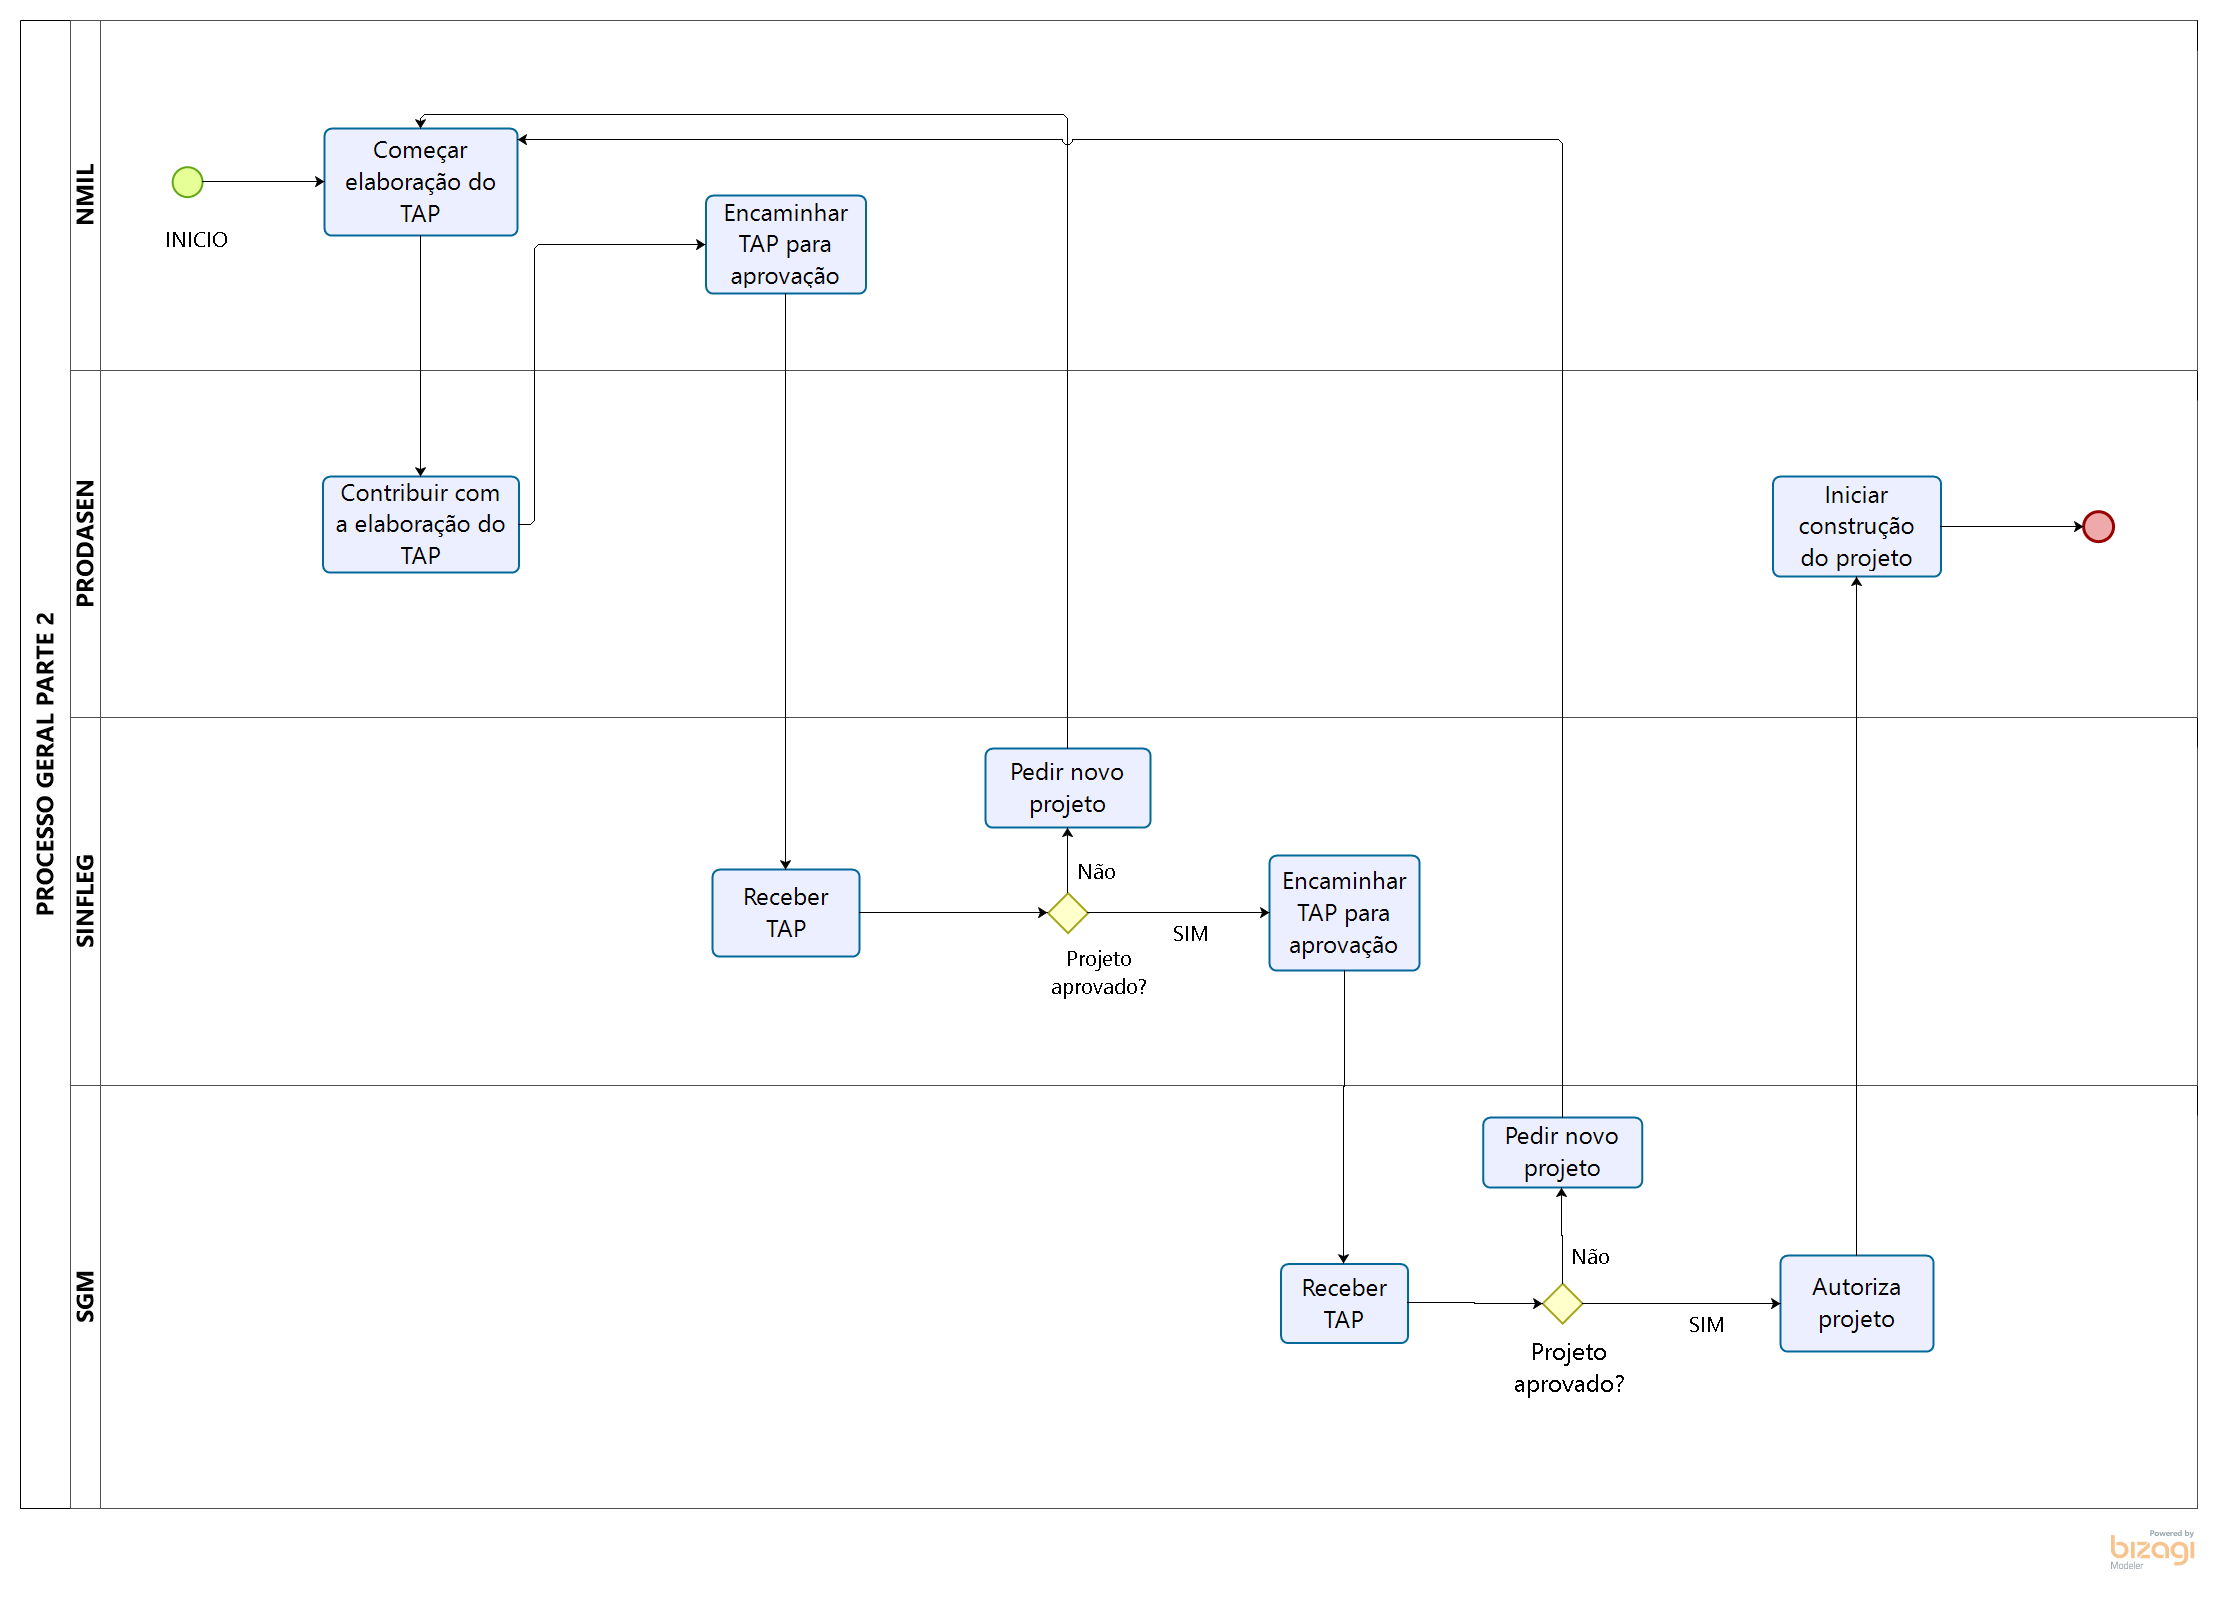 PROCESSO GERAL PARTE 2
NMIL
INICIO
Começar
elaboração do
TAP
Encaminhar
TAP para
aprovação
PRODASEN
Contribuir com
a elaboração do
TAP
Iniciar
construção
do projeto
SINFLEG
Receber
TAP
Pedir novo
projeto
Não
Projeto
aprovado?
SIM
Encaminhar
TAP para
aprovação
SGM
Receber
TAP
Pedir novo
projeto
Não
Projeto
aprovado?
SIM
Autoriza
projeto
Powered by
bizagi
Modeler